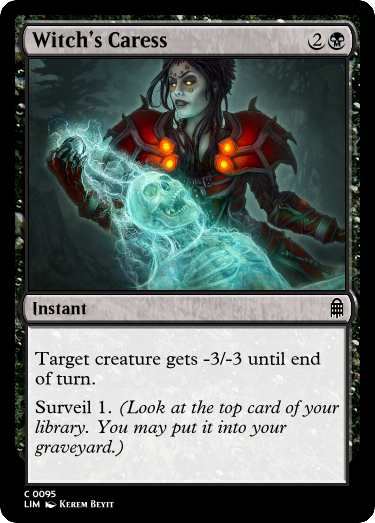 Witch's Caress 2
Instant
Target creature gets -3/-3 until end
of turn.
Surveil 1. (Look at the top card of your
library. You may put it into your
graveyard.)
C 0095
LIM Kerem Beyit